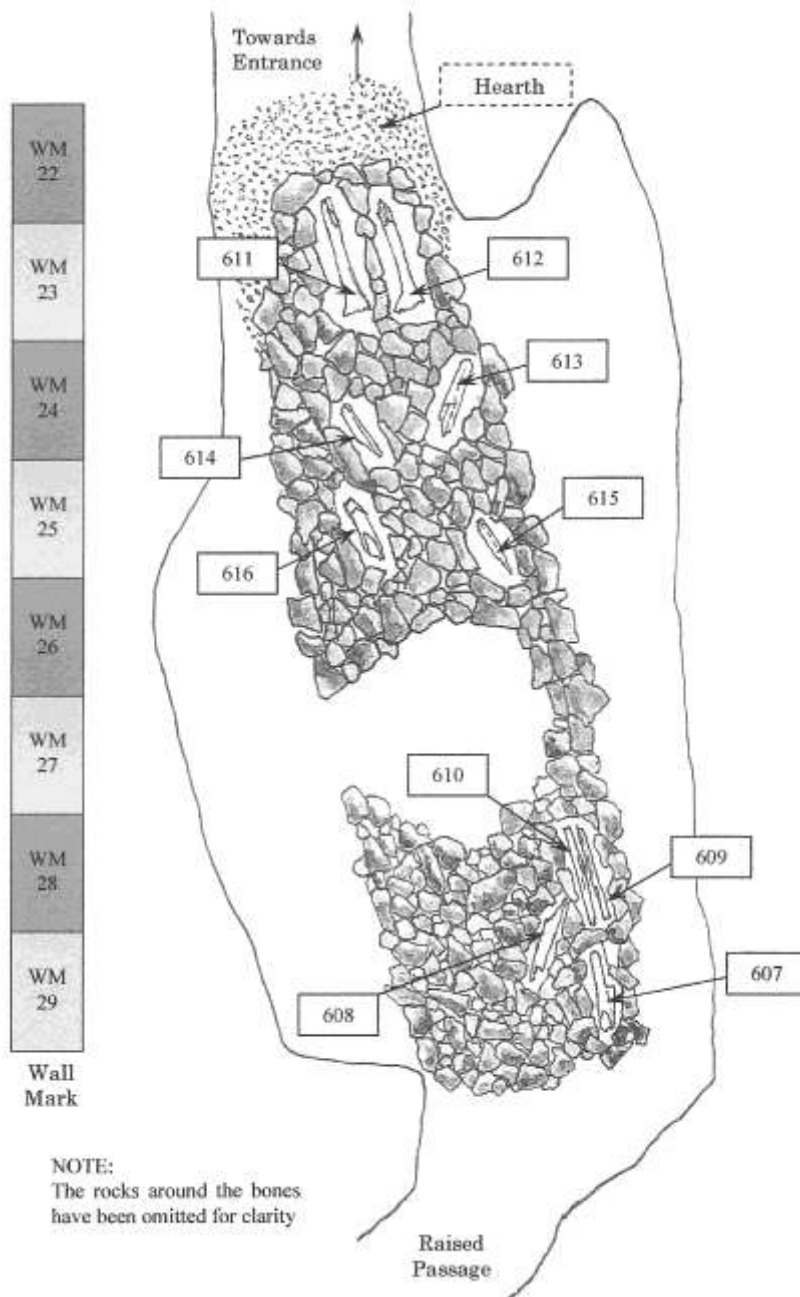 Towards
Entrance
Hearth
WM
22
611
612
WM
23
613
WM
24
614
615
WM
25
616
WM
26
WM
27
610
609
WM
28
607
WM
29
608
Wall
Mark
NOTE:
The rocks around the bones
have been omitted for clarity
Raised
Passage